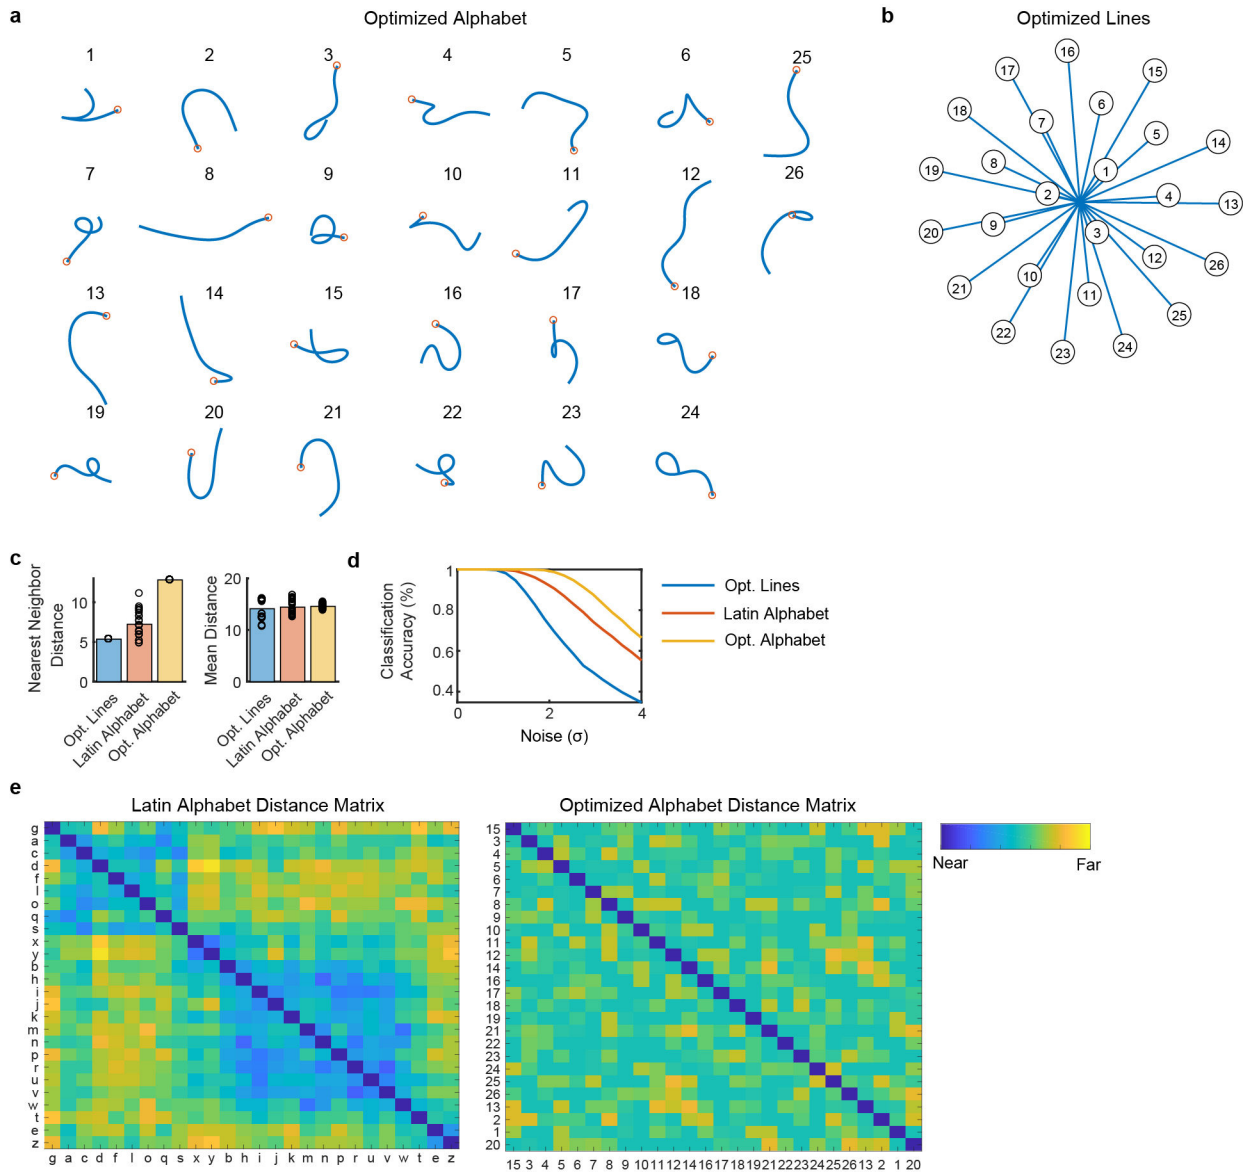 a
Optimized Alphabet
1 2 3 4 5 6 25
7 8 9 10 11 12 26
13 14 15 16 17 18
19 20 21 22 23 24
b
Optimized Lines
16
17 15
18 6
7 5
14
19 8 1
2 4 13
20 9 3
12 26
21 10 11
25
22 23 24
c
Nearest Neighbor
Distance
10
5
0
Opt. Lines
Latin Alphabet
Opt. Alphabet
Mean Distance
20
10
0
Opt. Lines
Latin Alphabet
Opt. Alphabet
d
Classification
Accuracy (%)
1
0.8
0.6
0.4
0 2 4
Noise (σ)
Opt. Lines
Latin Alphabet
Opt. Alphabet
e
Latin Alphabet Distance Matrix
g
a
c
d
f
l
o
q
s
x
y
b
h
i
j
k
m
n
p
r
u
v
w
t
e
z
g a c d f l o q s x y b h i j k m n p r u v w t e z
Optimized Alphabet Distance Matrix
15
3
4
5
6
7
8
9
10
11
12
14
16
17
18
19
21
22
23
24
25
26
13
2
1
20
15 3 4 5 6 7 8 9 10 11 12 14 16 17 18 19 21 22 23 24 25 26 13 2 1 20
Near Far